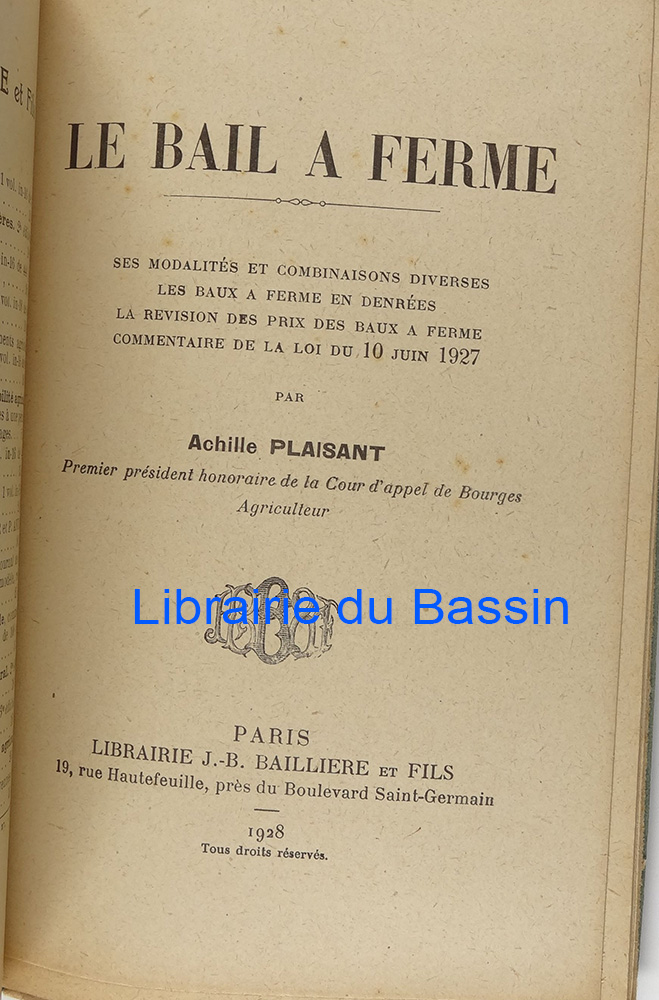 E et F
LE BAIL A FERME
SES MODALITÉS ET COMBINAISONS DIVERSES
LES BAUX A FERME EN DENRÉES
LA REVISION DES PRIX DES BAUX A FERME
COMMENTAIRE DE LA LOI DU 10 JUIN 1927
PAR
Achille PLAISANT
Premier président honoraire de la Cour d'appel de Bourges
Agriculteur
Librairie du Bassin
PARIS
LIBRAIRIE J.-B. BAILLIERE ET FILS
19, rue Hautefeuille, près du Boulevard Saint-Germain
1928
Tous droits réservés.